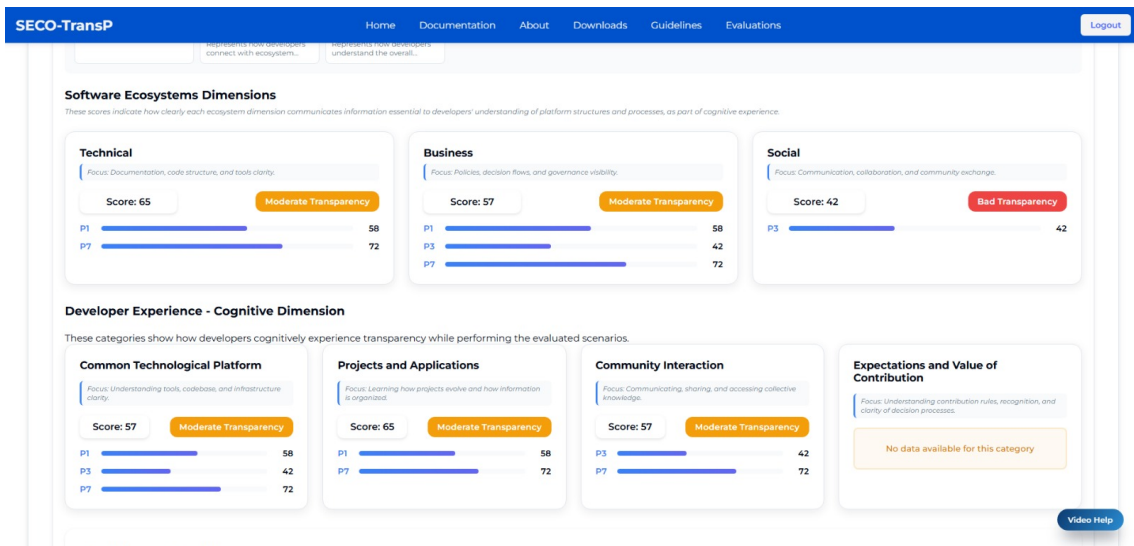 SECO-TransP
Home Documentation About Downloads Guidelines Evaluations
Logout
Represents how developers connect with ecosystem...
Represents how developers understand the overall...
Software Ecosystems Dimensions
These scores indicate how clearly each ecosystem dimension communicates information essential to developers' understanding of platform structures and processes, as part of cognitive experience.
Technical
Focus: Documentation, code structure, and tools clarity.
Score: 65
Moderate Transparency
P1 58
P7 72
Business
Focus: Policies, decision flows, and governance visibility.
Score: 57
Moderate Transparency
P1 58
P3 42
P7 72
Social
Focus: Communication, collaboration, and community exchange.
Score: 42
Bad Transparency
P3 42
Developer Experience - Cognitive Dimension
These categories show how developers cognitively experience transparency while performing the evaluated scenarios.
Common Technological Platform
Focus: Understanding tools, codebase, and infrastructure
clarity.
Score: 57
Moderate Transparency
P1 58
P3 42
P7 72
Projects and Applications
Focus: Learning how projects evolve and how information
is organized.
Score: 65
Moderate Transparency
P1 58
P7 72
Community Interaction
Focus: Communicating, sharing, and accessing collective
knowledge.
Score: 57
Moderate Transparency
P3 42
P7 72
Expectations and Value of
Contribution
Focus: Understanding contribution rules, recognition, and
clarity of decision processes.
No data available for this category
Video Help